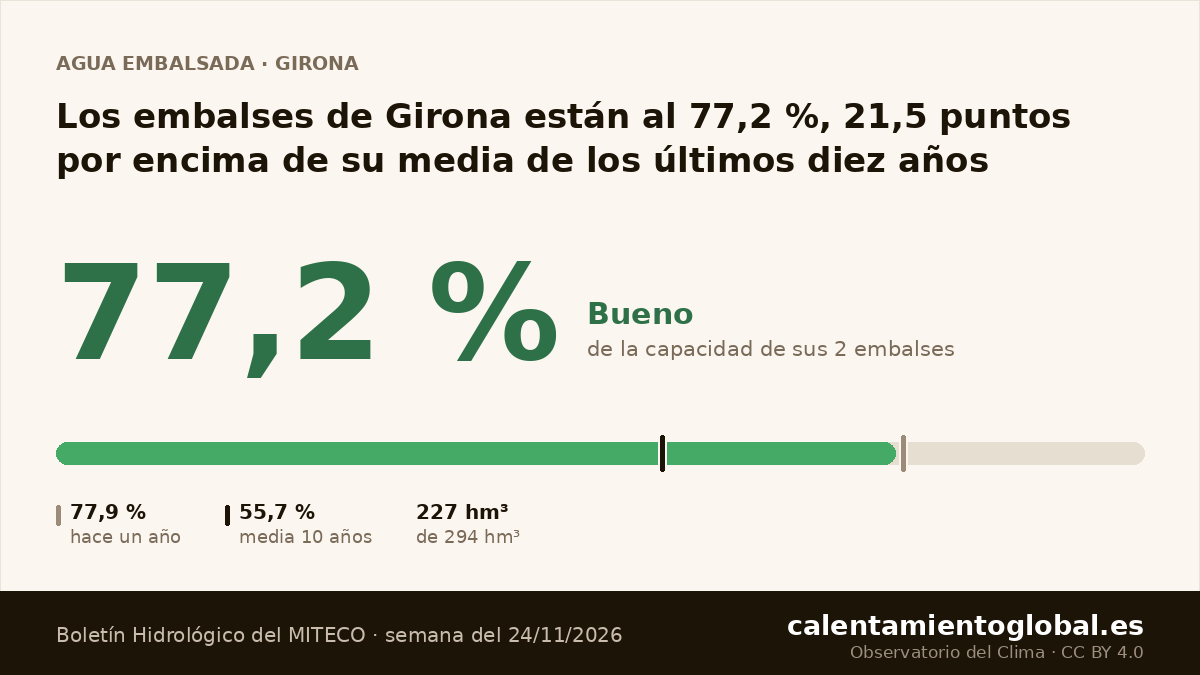 AGUA EMBALSADA · GIRONA
Los embalses de Girona están al 77,2 %, 21,5 puntos
por encima de su media de los últimos diez años
77,2 %
Bueno
de la capacidad de sus 2 embalses
77,9 %
hace un año
55,7 %
media 10 años
227 hm³
de 294 hm³
Boletín Hidrológico del MITECO · semana del 24/11/2026
calentamientoglobal.es
Observatorio del Clima · CC BY 4.0